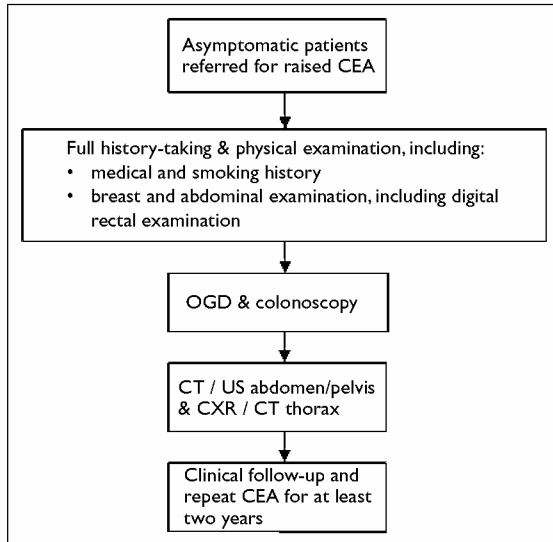 Asymptomatic patients
referred for raised CEA
Full history-taking & physical examination, including:
• medical and smoking history
• breast and abdominal examination, including digital
rectal examination
OGD & colonoscopy
CT / US abdomen/pelvis
& CXR / CT thorax
Clinical follow-up and
repeat CEA for at least
two years